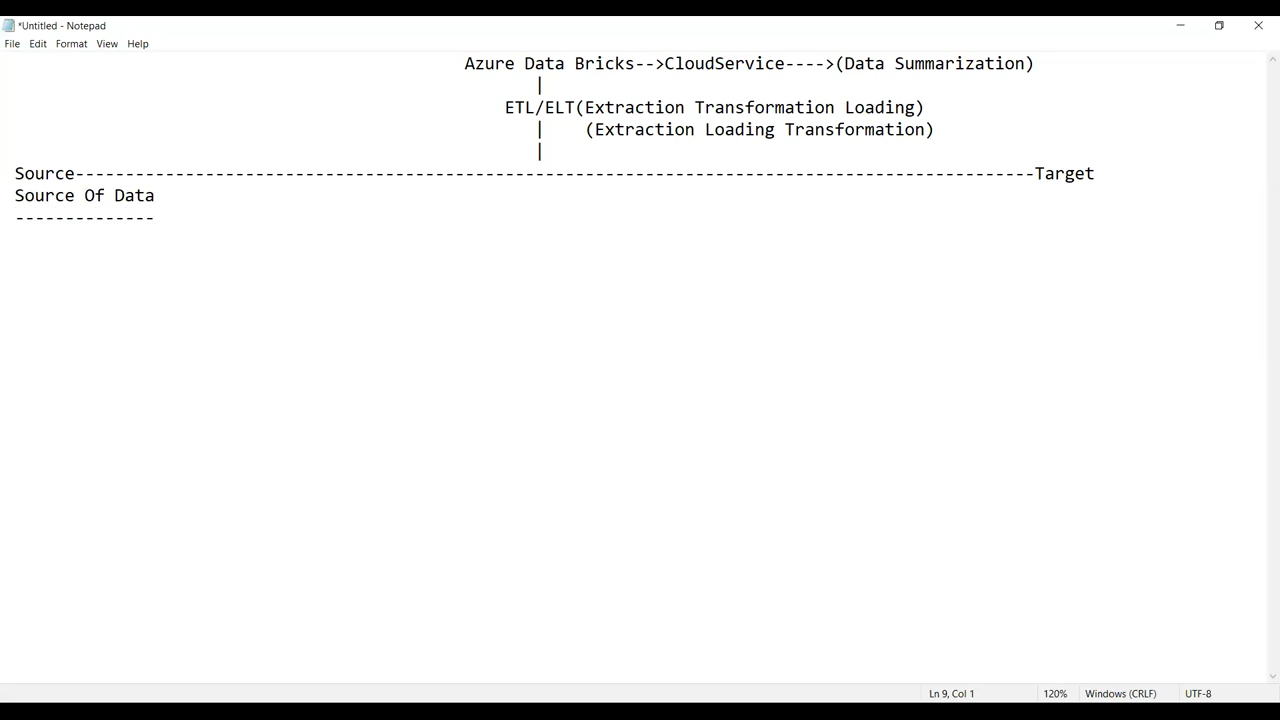 *Untitled - Notepad
File Edit Format View Help
Azure Data Bricks-->CloudService---->(Data Summarization)
|
ETL/ELT(Extraction Transformation Loading)
| (Extraction Loading Transformation)
|
Source------------------------------------------------------------------------------------------------Target
Source Of Data
--------------
Ln 9, Col 1 120% Windows (CRLF) UTF-8